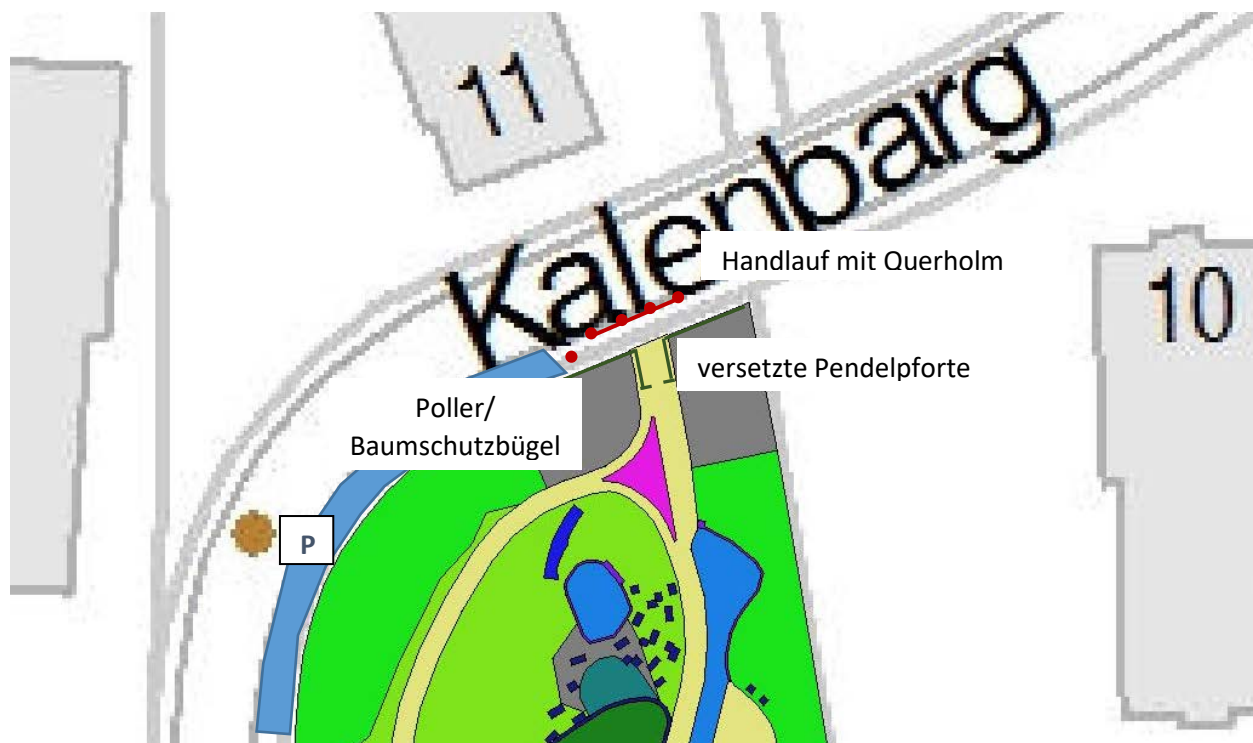 11
Kalenbarg
Handlauf mit Querholm
10
versetzte Pendelpforte
Poller/
Baumschutzbügel
P